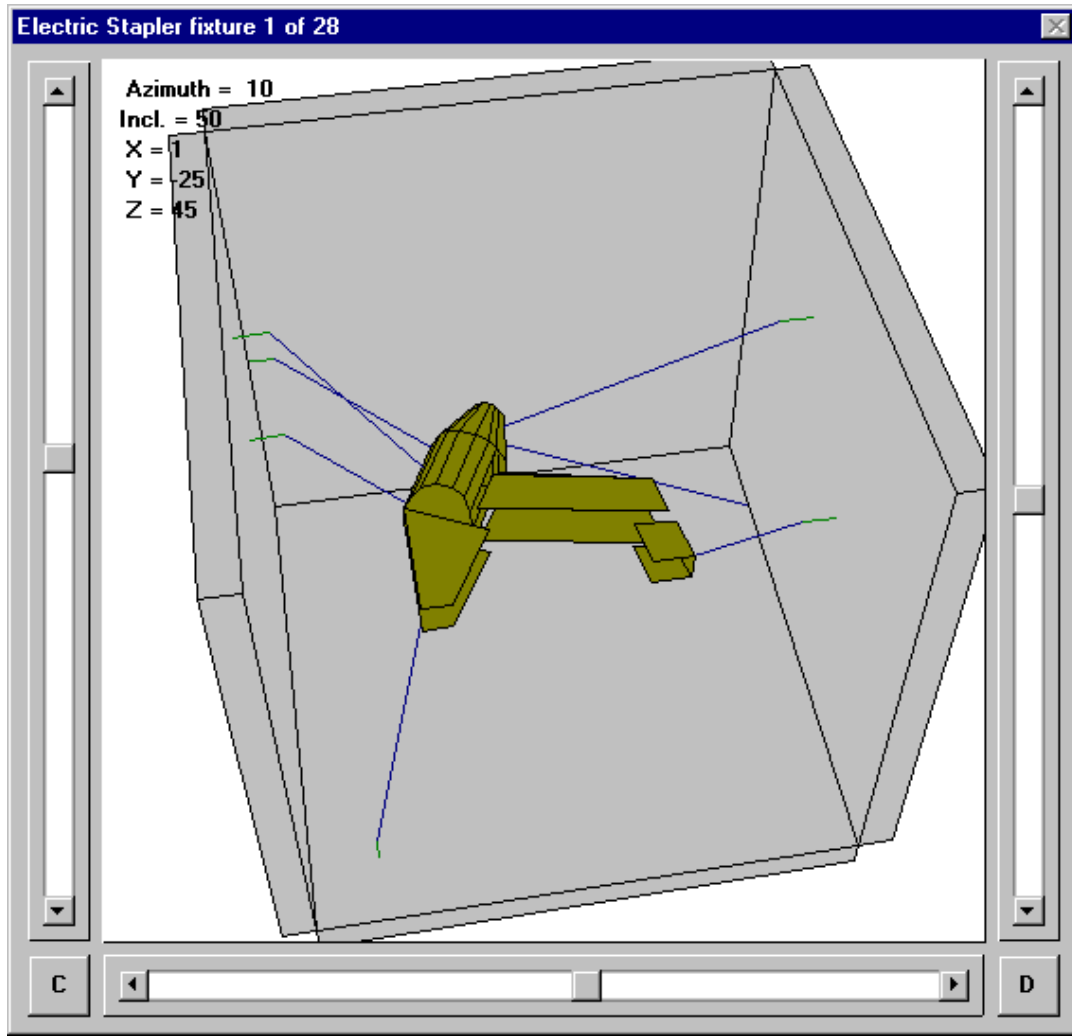 Electric Stapler fixture 1 of 28
Azimuth = 10
Incl. = 50
X = 1
Y = -25
Z = 45
C
D